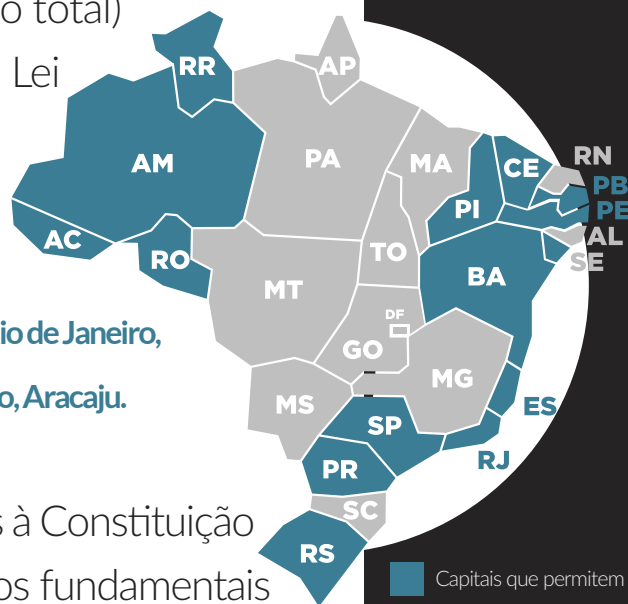 o total)
Lei
RR
AP
AM
PA
MA
CE
RN
PB
PI
PE
AC
RO
TO
AL
SE
MT
BA
DF
GO
io de Janeiro,
MG
MS
ES
o, Aracaju.
SP
RJ
PR
SC
s à Constituição
RS
os fundamentais
Capitais que permitem